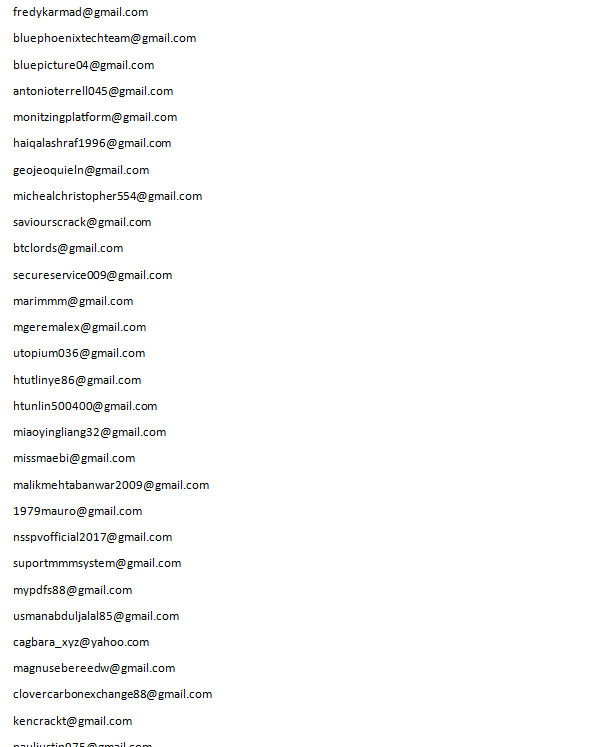 fredykarmad@gmail.com
bluephoenixtechteam@gmail.com
bluepicture04@gmail.com
antonioterrell045@gmail.com
monitzingplatform@gmail.com
haiqalashraf1996@gmail.com
geojeoquieln@gmail.com
michealchristopher554@gmail.com
saviourscrack@gmail.com
btclords@gmail.com
secureservice009@gmail.com
marimmm@gmail.com
mgeremalex@gmail.com
utopium036@gmail.com
htutlinye86@gmail.com
htunlin500400@gmail.com
miaoyingliang32@gmail.com
missmaebi@gmail.com
malikmehtabanwar2009@gmail.com
1979mauro@gmail.com
nsspvofficial2017@gmail.com
suportmmmsystem@gmail.com
mypdfs88@gmail.com
usmanabduljalal85@gmail.com
cagbara_xyz@yahoo.com
magnusebereedw@gmail.com
clovercarbonexchange88@gmail.com
kencrackt@gmail.com
pauljustin975@gmail.com